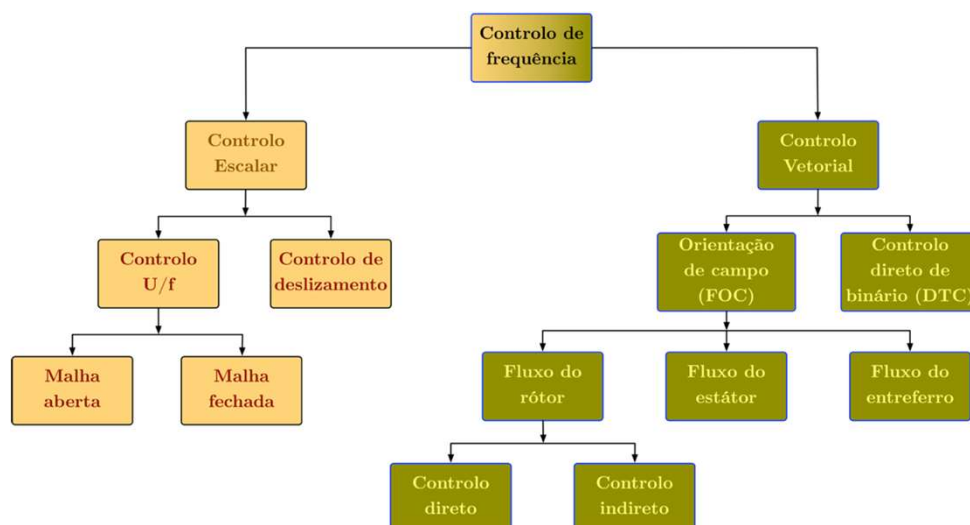 Controlo de
frequência
Controlo
Escalar
Controlo
Vetorial
Controlo
U/f
Controlo de
deslizamento
Orientação
de campo
(FOC)
Controlo
direto de
binário (DTC)
Malha
aberta
Malha
fechada
Fluxo do
rótor
Fluxo do
estátor
Fluxo do
entreferro
Controlo
direto
Controlo
indireto